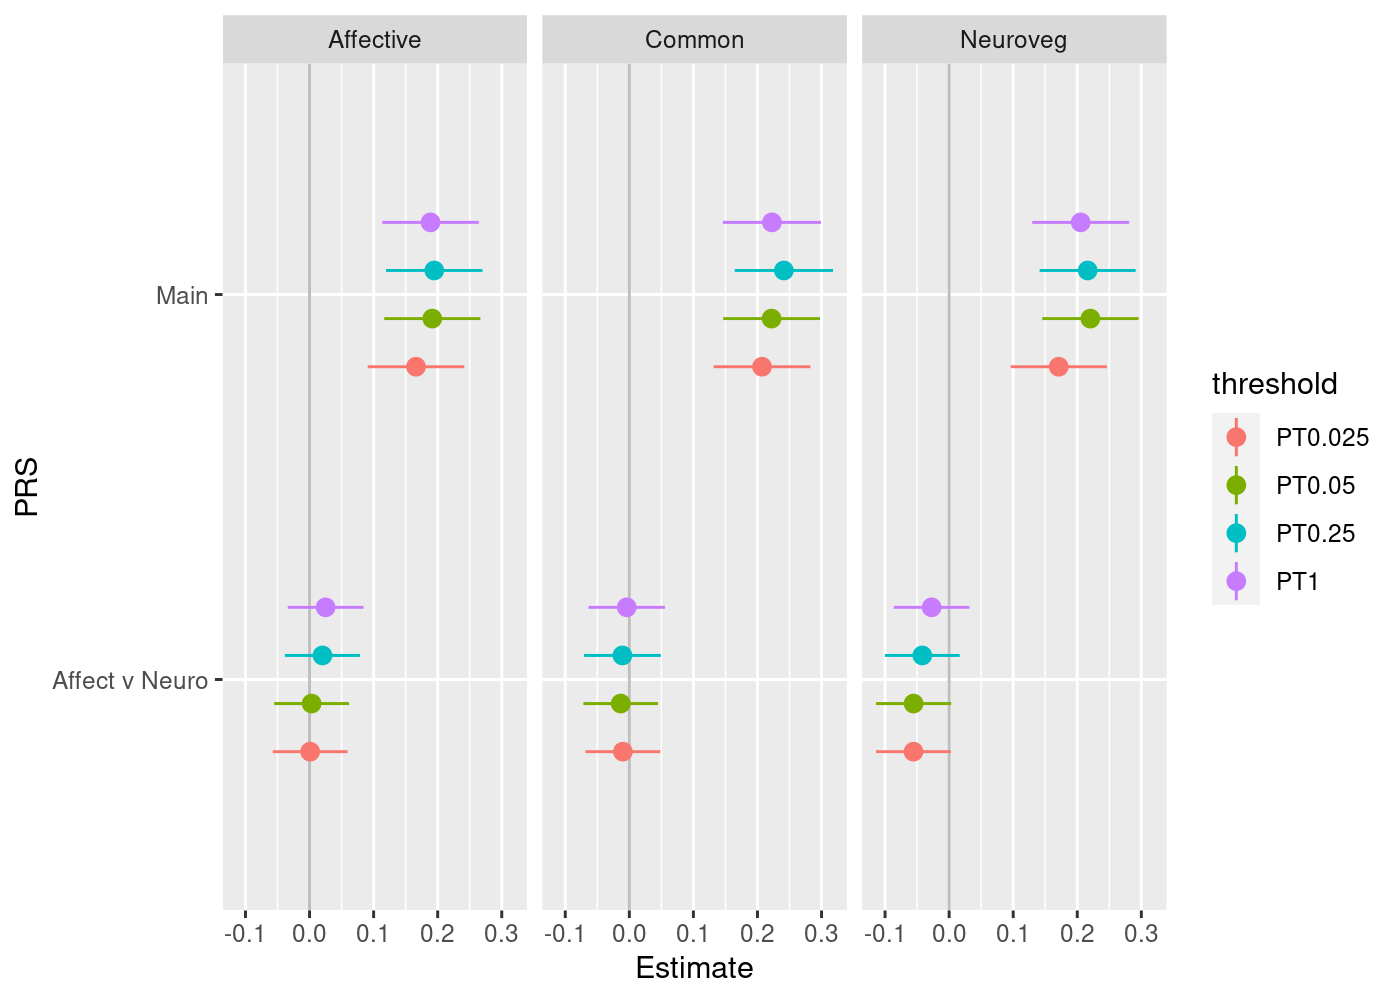 Affective Common Neuroveg
Main
Affect v Neuro
PRS
-0.1 0.0 0.1 0.2 0.3 -0.1 0.0 0.1 0.2 0.3 -0.1 0.0 0.1 0.2 0.3
Estimate
threshold
PT0.025
PT0.05
PT0.25
PT1